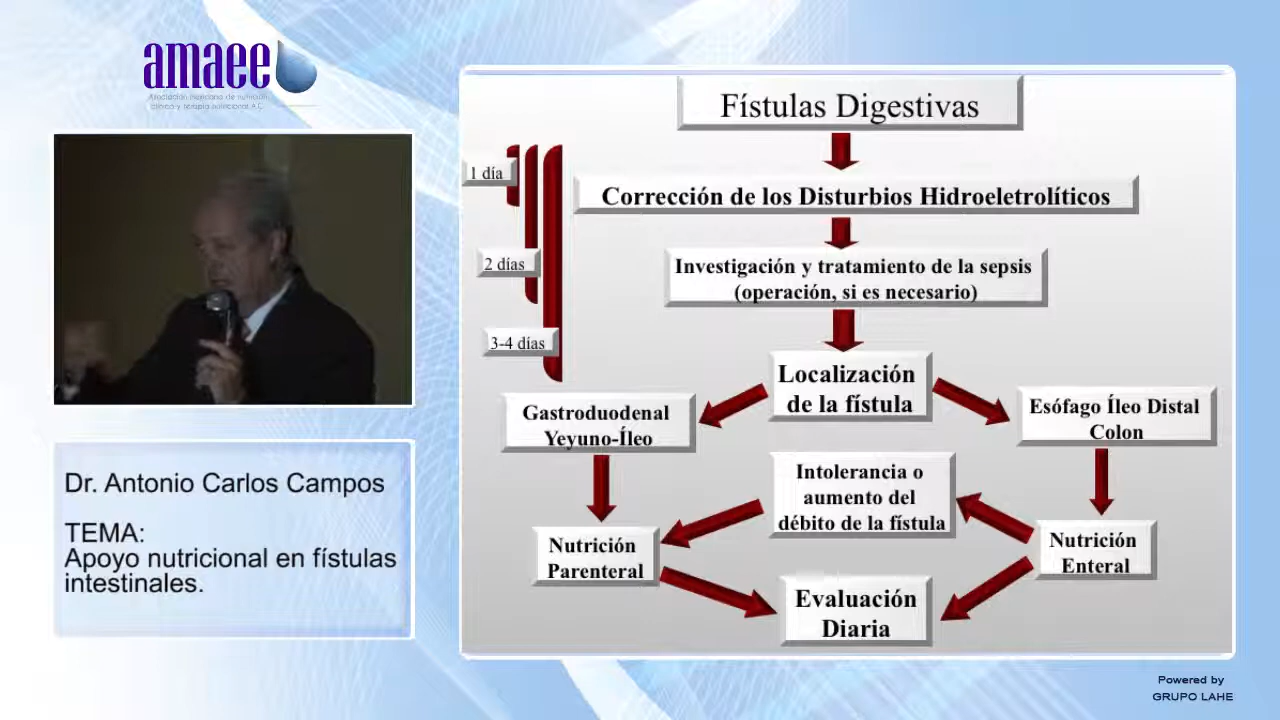 amaee
Asociación mexicana de nutrición
clínica y terapia nutricional A.C.
Dr. Antonio Carlos Campos
TEMA:
Apoyo nutricional en fístulas
intestinales.
Fístulas Digestivas
1 día
Corrección de los Disturbios Hidroeletrolíticos
2 días
Investigación y tratamiento de la sepsis
(operación, si es necesario)
3-4 días
Localización
de la fístula
Gastroduodenal
Yeyuno-Íleo
Esófago Íleo Distal
Colon
Intolerancia o
aumento del
débito de la fístula
Nutrición
Parenteral
Nutrición
Enteral
Evaluación
Diaria
Powered by
GRUPO LAHE